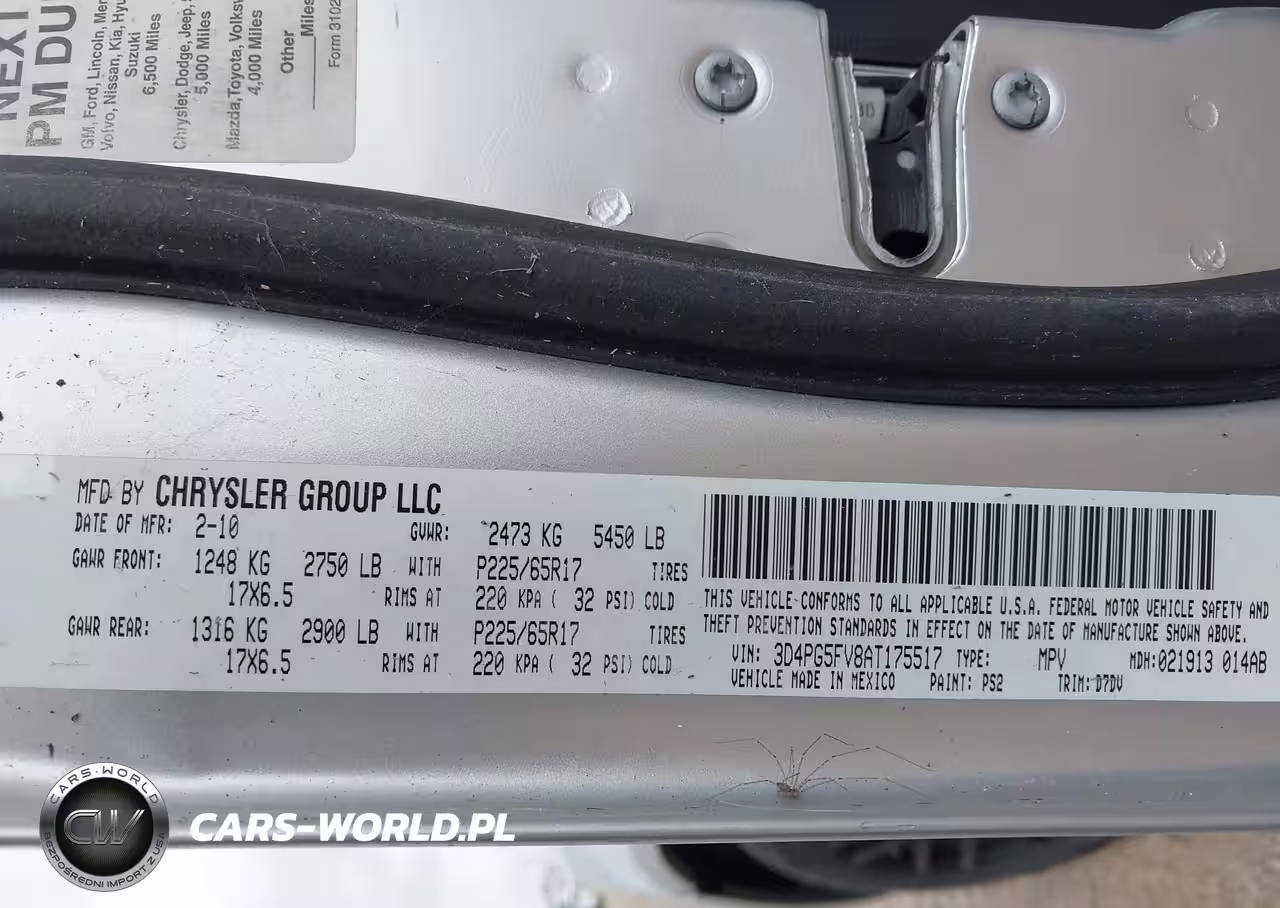 NEXT
PM DU
GM, Ford, Lincoln, Mer
Volvo, Nissan, Kia, Hyu
Suzuki
6,500 Miles
Chrysler, Dodge, Jeep,
5,000 Miles
Mazda, Toyota, Volksw
4,000 Miles
Other
Miles
Form 3102
MFD BY CHRYSLER GROUP LLC
DATE OF MFR: 2-10 GVWR: 2473 KG 5450 LB
GAWR FRONT: 1248 KG 2750 LB WITH P225/65R17 TIRES
17X6.5 RIMS AT 220 KPA ( 32 PSI) COLD
GAWR REAR: 1316 KG 2900 LB WITH P225/65R17 TIRES
17X6.5 RIMS AT 220 KPA ( 32 PSI) COLD
THIS VEHICLE CONFORMS TO ALL APPLICABLE U.S.A. FEDERAL MOTOR VEHICLE SAFETY AND
THEFT PREVENTION STANDARDS IN EFFECT ON THE DATE OF MANUFACTURE SHOWN ABOVE.
VIN: 3D4PG5FV8AT175517 TYPE: MPV MDH:021913 014AB
VEHICLE MADE IN MEXICO PAINT: PS2 TRIM: D7DV
CARS-WORLD
CW
BEZPOŚREDNI IMPORT Z USA
CARS-WORLD.PL